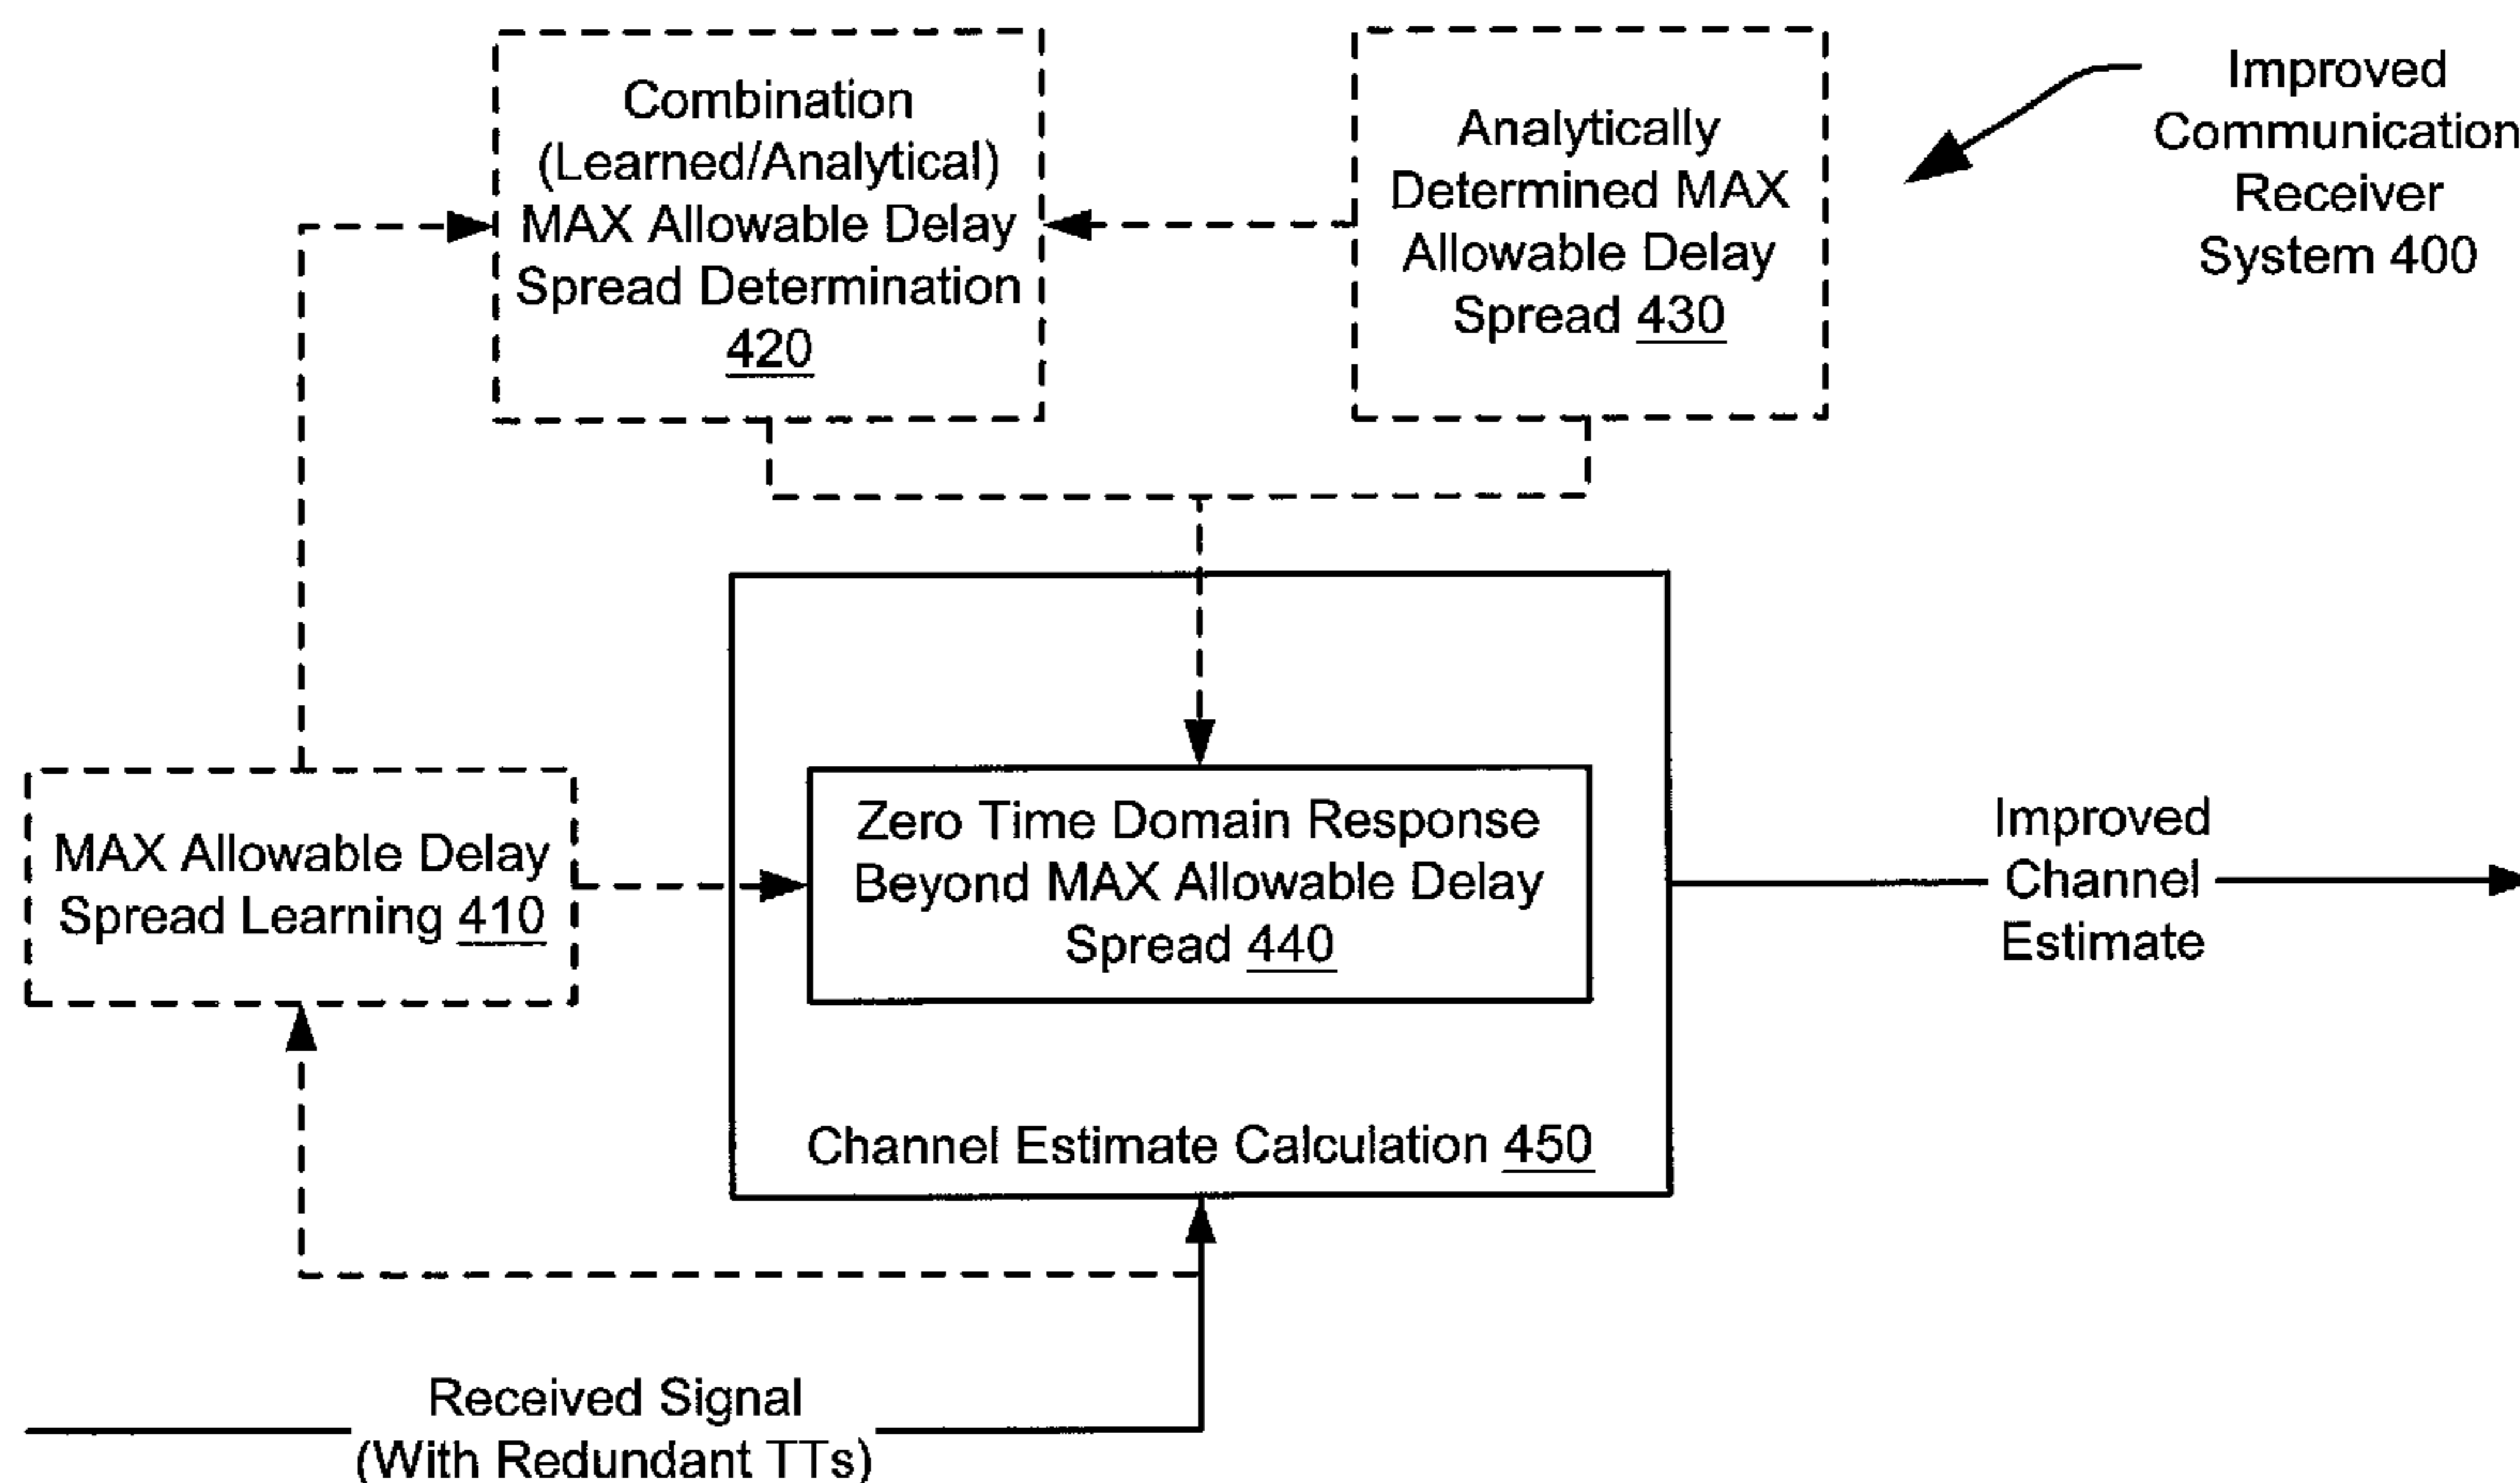 Combination
(Learned/Analytical)
MAX Allowable Delay
Spread Determination
420
Analytically
Determined MAX
Allowable Delay
Spread 430
Improved
Communication
Receiver
System 400
MAX Allowable Delay
Spread Learning 410
Zero Time Domain Response
Beyond MAX Allowable Delay
Spread 440
Channel Estimate Calculation 450
Improved
Channel
Estimate
Received Signal
(With Redundant TTs)